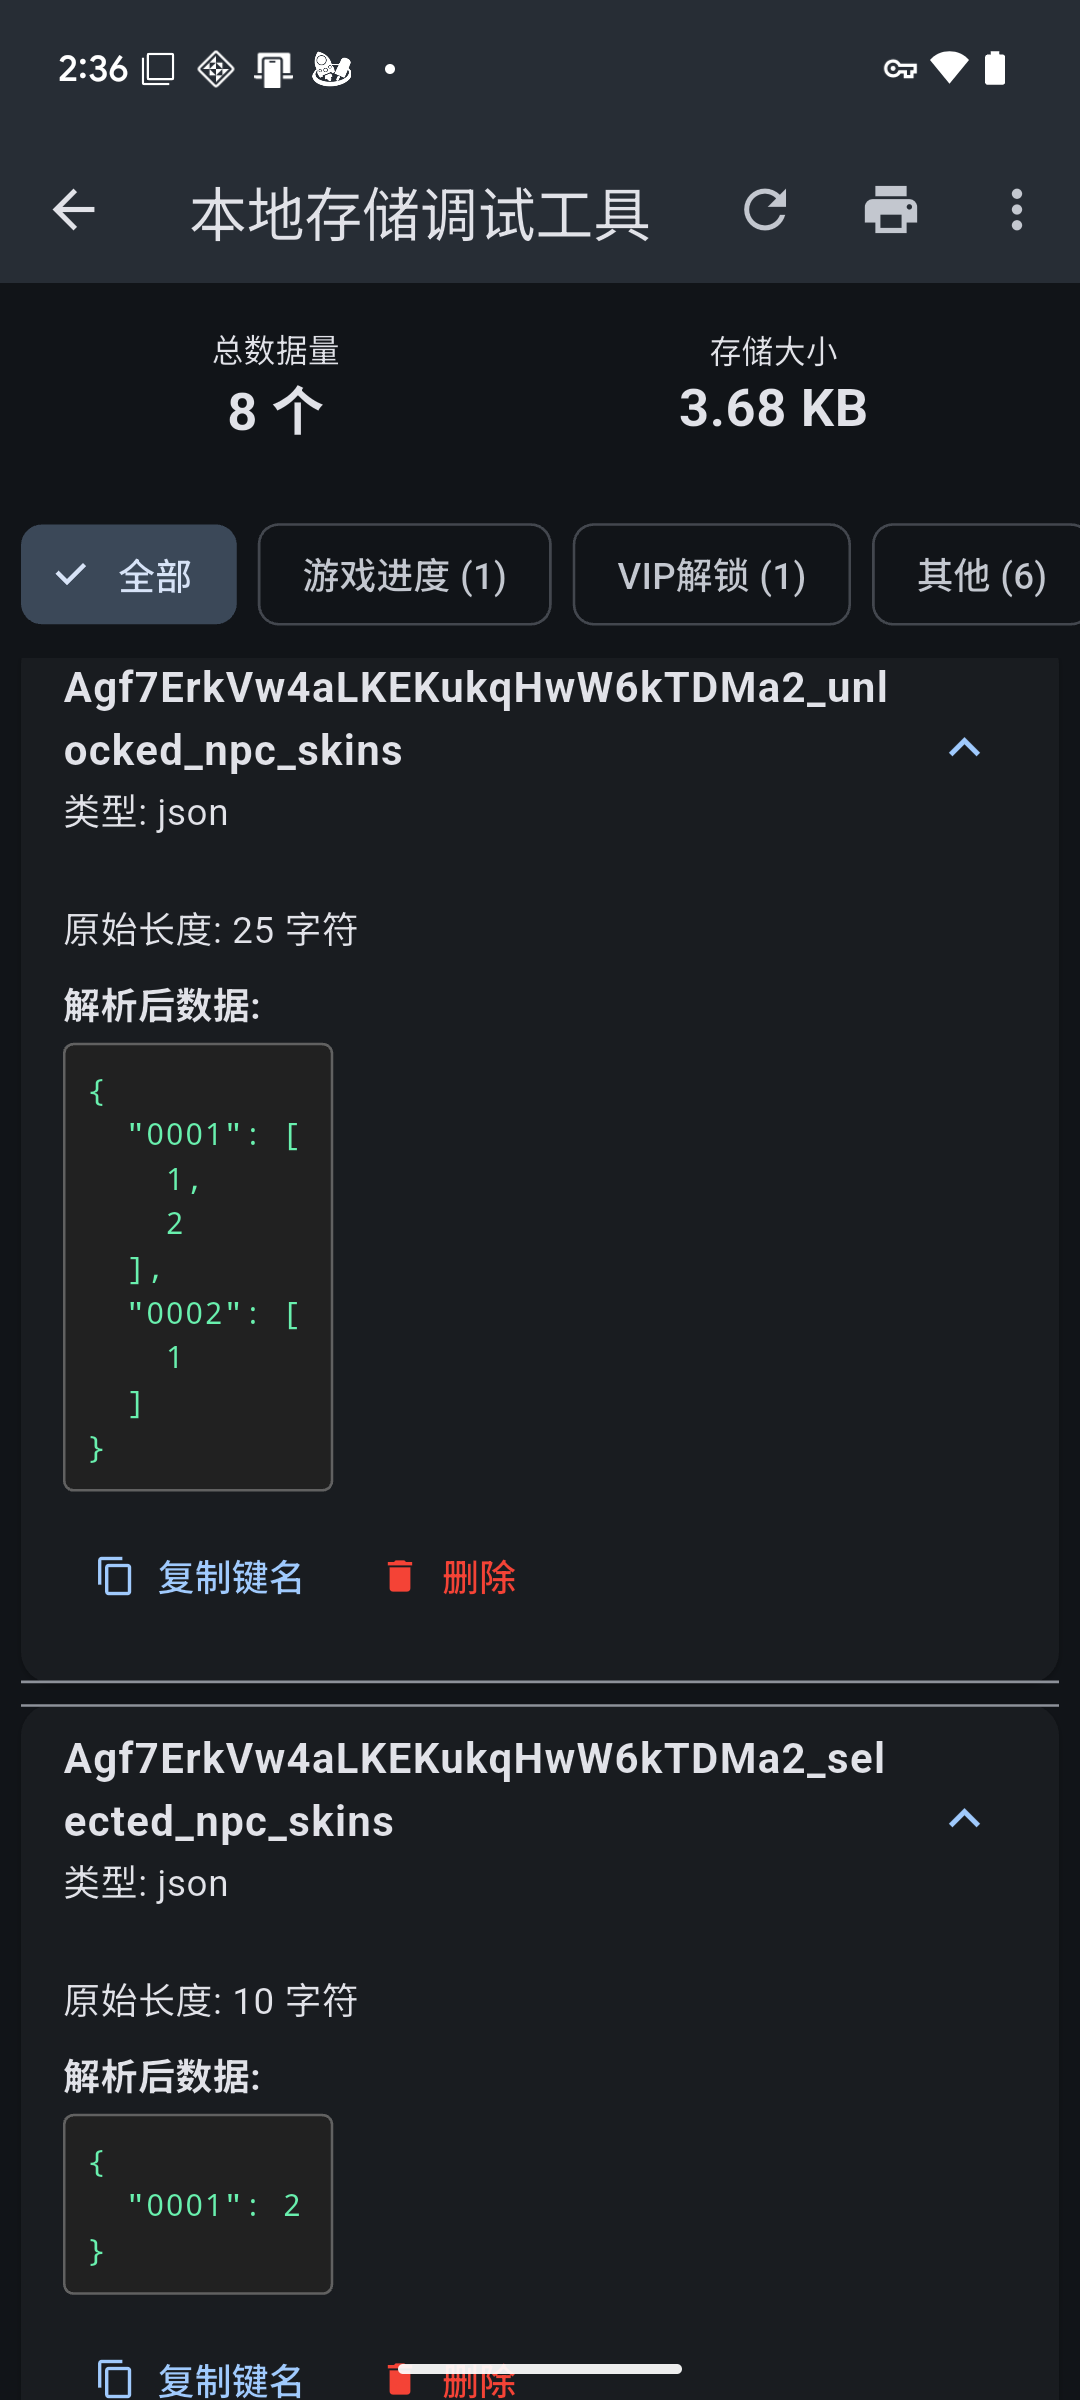 2:36
本地存储调试工具
总数据量
存储大小
8 个
3.68 KB
全部
游戏进度 (1)
VIP解锁 (1)
其他 (6)
Agf7ErkVw4aLKEKukqHwW6kTDMa2_unl
ocked_npc_skins
类型: json
原始长度: 25 字符
解析后数据:
{
"0001": [
1,
2
],
"0002": [
1
]
}
复制键名
删除
Agf7ErkVw4aLKEKukqHwW6kTDMa2_sel
ected_npc_skins
类型: json
原始长度: 10 字符
解析后数据:
{
"0001": 2
}
复制键名
删除